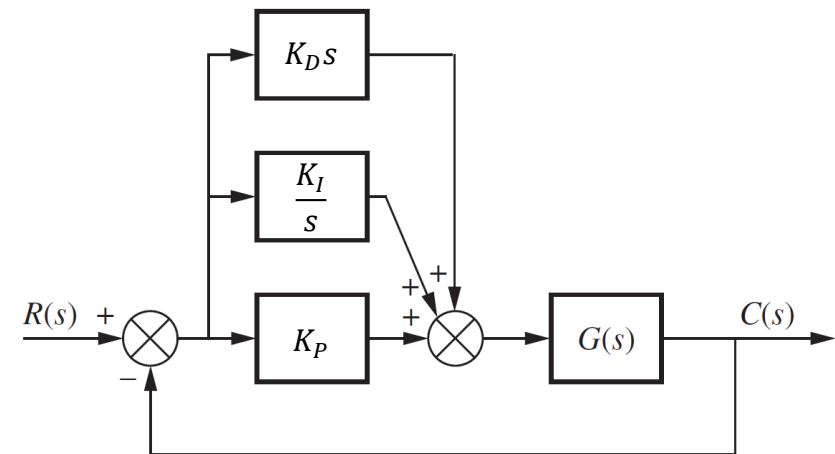 K_D s
K_I
s
+
+
+
R(s) +
K_P
G(s)
C(s)
−